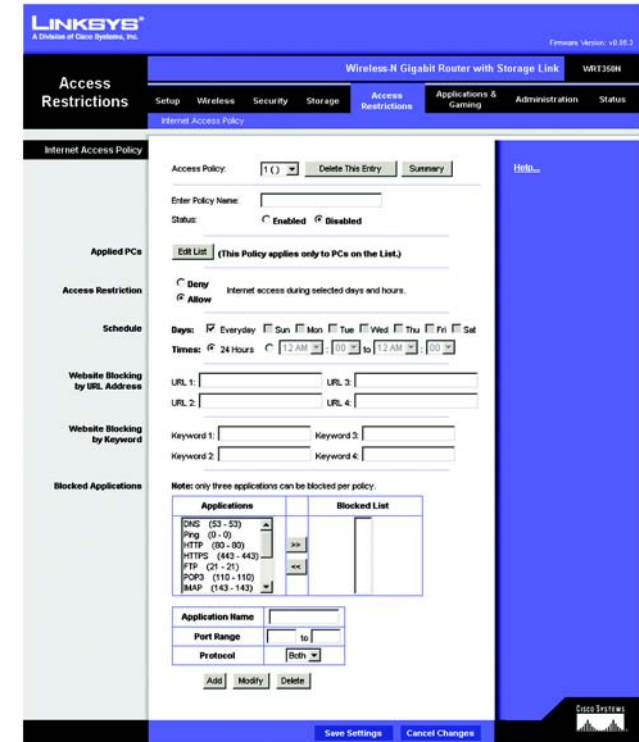 LINKSYS®
A Division of Cisco Systems, Inc.
Firmware Version: v0.05.3
Wireless-N Gigabit Router with Storage Link WRT350N
Access Restrictions
Setup Wireless Security Storage Access Restrictions Applications & Gaming Administration Status
Internet Access Policy
Internet Access Policy
Help...
Access Policy: 1 () Delete This Entry Summary
Enter Policy Name:
Status: Enabled Disabled
Applied PCs Edit List (This Policy applies only to PCs on the List.)
Access Restriction Deny
Allow
Internet access during selected days and hours.
Schedule Days: Everyday Sun Mon Tue Wed Thu Fri Sat
Times: 24 Hours 12 AM : 00 to 12 AM : 00
Website Blocking by URL Address
URL 1: URL 3:
URL 2: URL 4:
Website Blocking by Keyword
Keyword 1: Keyword 3:
Keyword 2: Keyword 4:
Blocked Applications Note: only three applications can be blocked per policy.
Applications Blocked List
DNS (53 - 53)
Ping (0 - 0)
HTTP (80 - 80)
HTTPS (443 - 443)
FTP (21 - 21)
POP3 (110 - 110)
IMAP (143 - 143)
>>
<<
Application Name
Port Range to
Protocol Both
Add Modify Delete
Save Settings Cancel Changes
CISCO SYSTEMS